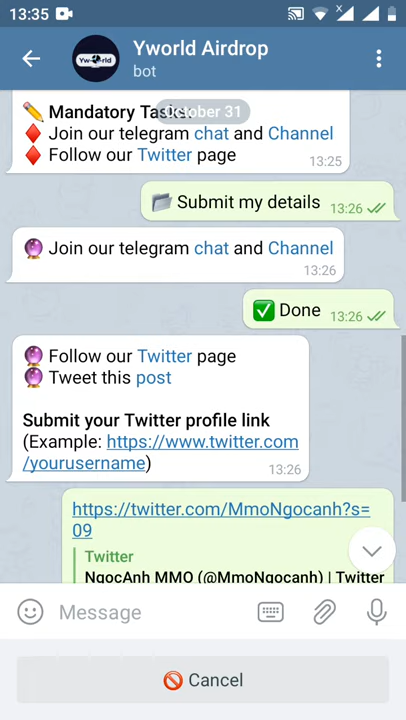 13:35
Yworld Airdrop
bot
Mandatory Tasks:
October 31
Join our telegram chat and Channel
Follow our Twitter page
13:25
Submit my details
13:26
Join our telegram chat and Channel
13:26
Done
13:26
Follow our Twitter page
Tweet this post
Submit your Twitter profile link
(Example: https://www.twitter.com
/yourusername)
13:26
https://twitter.com/MmoNgocanh?s=
09
Twitter
NgocAnh MMO (@MmoNgocanh) | Twitter
Message
Cancel